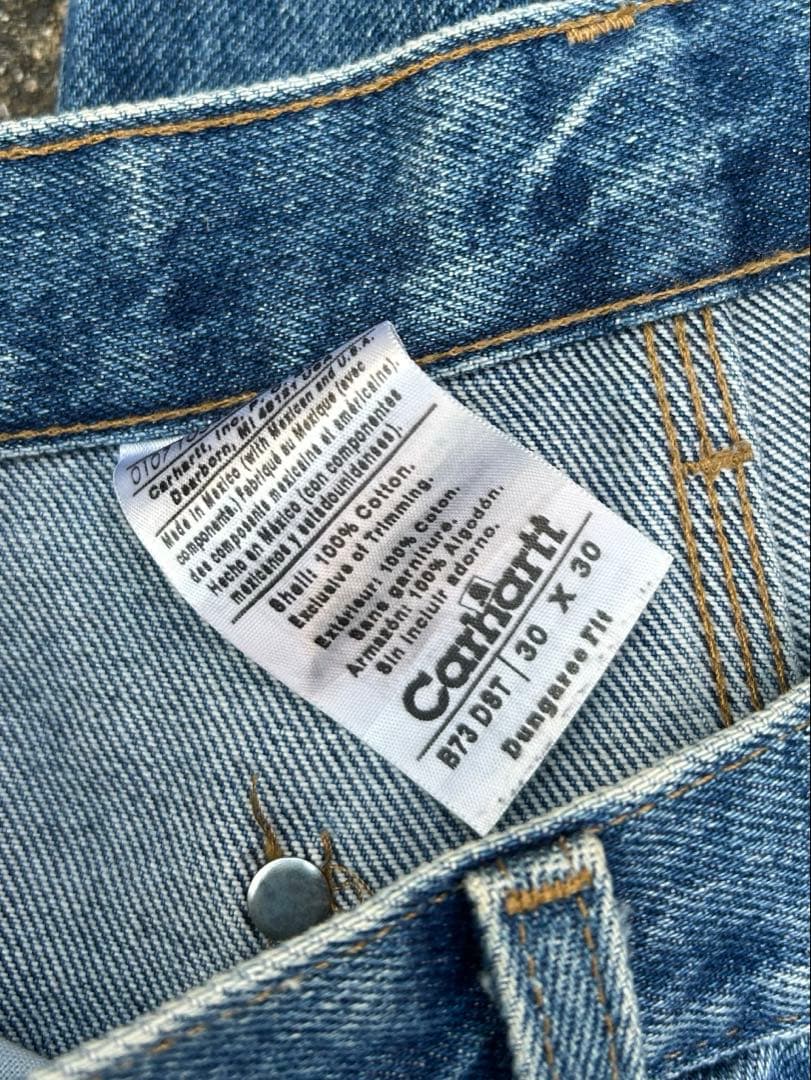 Carhartt, Inc.
Dearborn, MI 48121 USA
Made in Mexico (with Mexican and U.S.A.
components.) Fabriqué au Mexique (avec
des composants mexicains et américains).
Hecho en México (con componentes
mexicanos y estadounidenses).
Shell: 100% Cotton.
Exclusive of Trimming.
Extérieur: 100% Coton.
Sans garniture.
Armazón: 100% Algodón.
Sin incluir adorno.
Carhartt
B73 DST | 30 X 30
Dungaree Fit